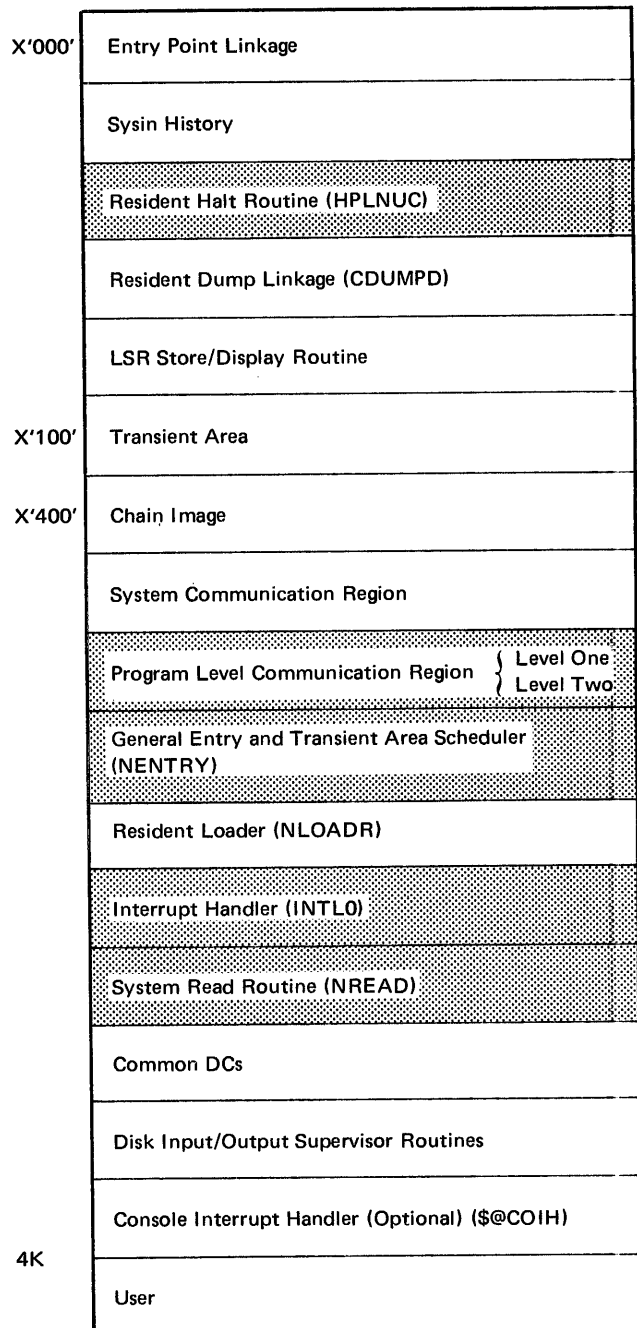 X'000' Entry Point Linkage
Sysin History
Resident Halt Routine (HPLNUC)
Resident Dump Linkage (CDUMPD)
LSR Store/Display Routine
X'100' Transient Area
X'400' Chain Image
System Communication Region
Program Level Communication Region { Level One
{ Level Two
General Entry and Transient Area Scheduler
(NENTRY)
Resident Loader (NLOADR)
Interrupt Handler (INTL0)
System Read Routine (NREAD)
Common DCs
Disk Input/Output Supervisor Routines
Console Interrupt Handler (Optional) ($@COIH)
4K
User